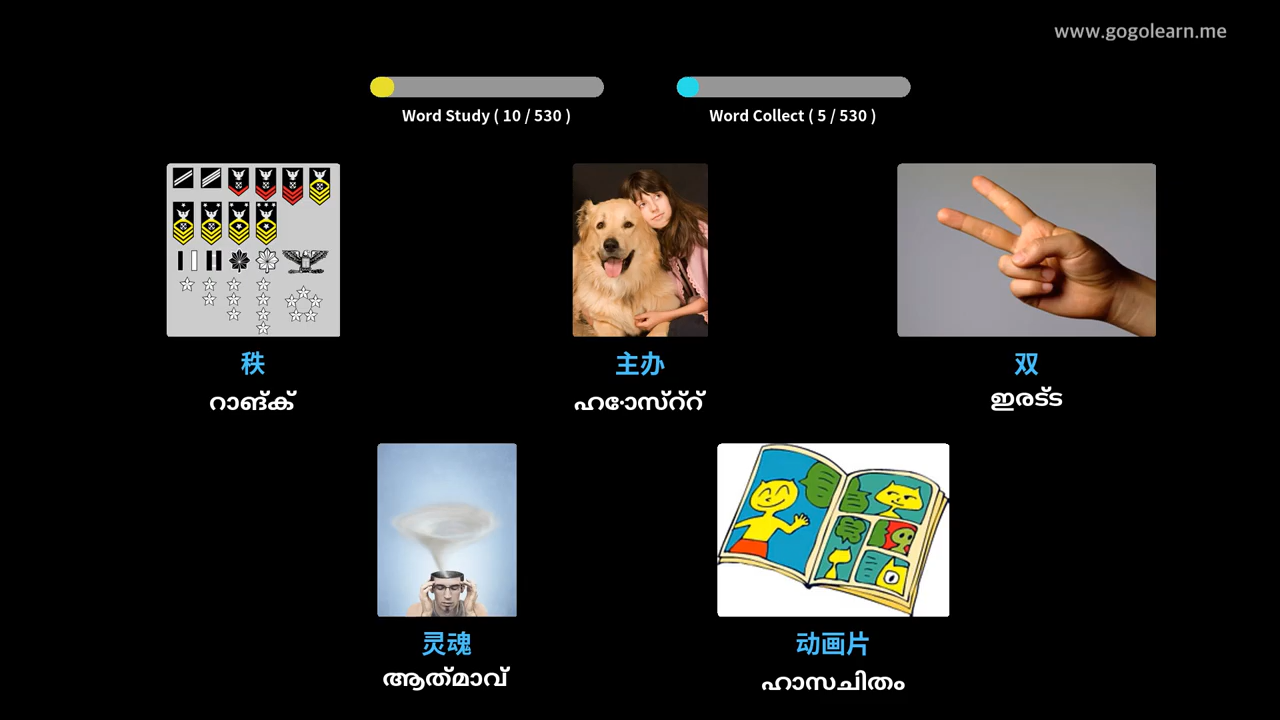 www.gogolearn.me
Word Study ( 10 / 530 )
Word Collect ( 5 / 530 )
秩
റാങ്ക്
主办
ഹോസ്റ്റ്
双
ഇരട്ട
灵魂
ആത്മാവ്
动画片
ഹാസചിതം